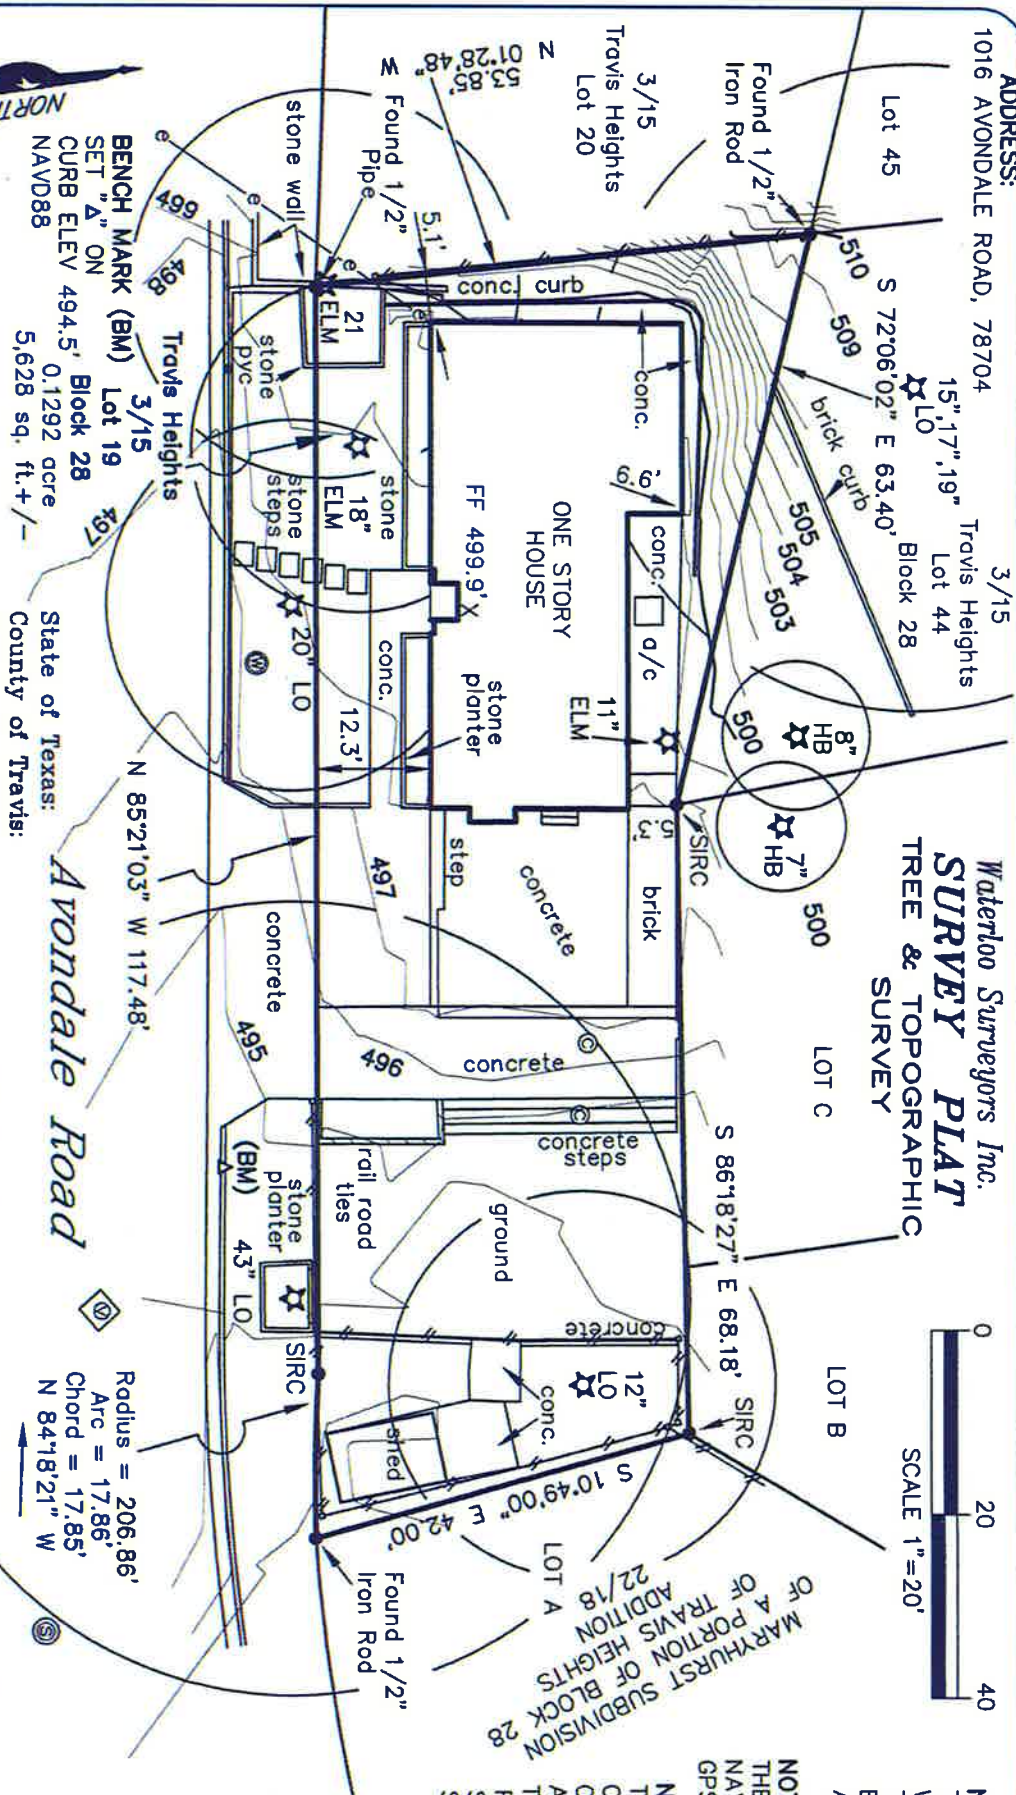 ADDRESS:
1016 AVONDALE ROAD, 78704
Waterloo Surveyors Inc.
SURVEY PLAT
TREE & TOPOGRAPHIC
SURVEY
0 20 40
SCALE 1"=20'
Lot 45
Found 1/2"
Iron Rod
3/15
Travis Heights
Lot 20
N 01°28'48" W
53.85'
Found 1/2"
Pipe
stone wall
5.1'
510
509
505
504
503
500
500
S 72°06'02" E 63.40'
15",17",19"
LO
3/15
Travis Heights
Lot 44
Block 28
brick curb
8"
HB
7"
HB
SIRC
LOT C
S 86°18'27" E 68.18'
LOT B
SIRC
conc. curb
conc.
6.9'
conc.
a/c
11"
ELM
5.3'
brick
ONE STORY
HOUSE
FF 499.9'
X
stone
planter
step
concrete
concrete
concrete
steps
C
C
ground
rail road
ties
concrete
12"
LO
conc.
shed
S 10°49'00" E 42.00'
LOT A
MARYHURST SUBDIVISION
OF A PORTION OF BLOCK 28
OF TRAVIS HEIGHTS
ADDITION
22/18
Found 1/2"
Iron Rod
21
ELM
stone
pvc
18"
ELM
stone
stone
steps
20" LO
W
conc.
12.3'
497
496
495
concrete
(BM)
stone
planter
43" LO
SIRC
e
e
e
e
499
498
497
N 85°21'03" W 117.48'
Avondale Road
V
S
Radius = 206.86'
Arc = 17.86'
Chord = 17.85'
N 84°18'21" W
NORTH
BENCH MARK (BM)
SET "Δ" ON
CURB ELEV 494.5'
NAVD88
Travis Heights
3/15
Lot 19
Block 28
0.1292 acre
5,628 sq. ft.+/-
State of Texas:
County of Travis: